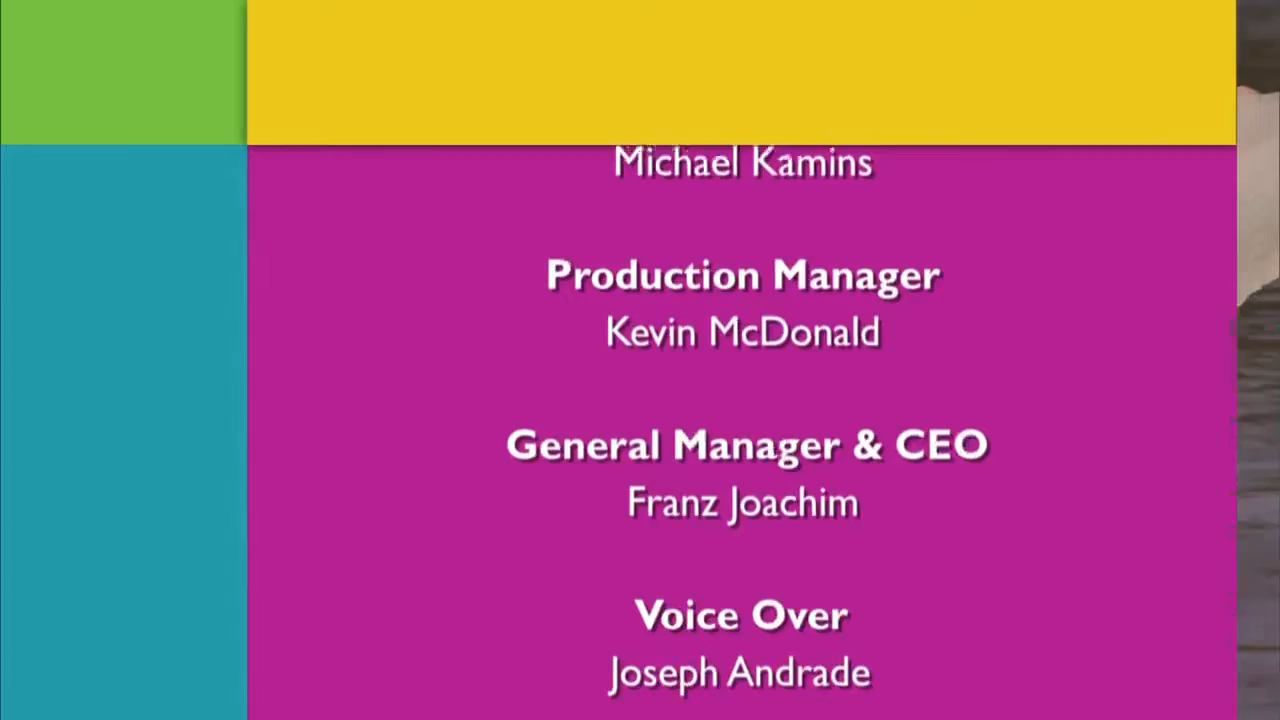 Michael Kamins
Production Manager
Kevin McDonald
General Manager & CEO
Franz Joachim
Voice Over
Joseph Andrade